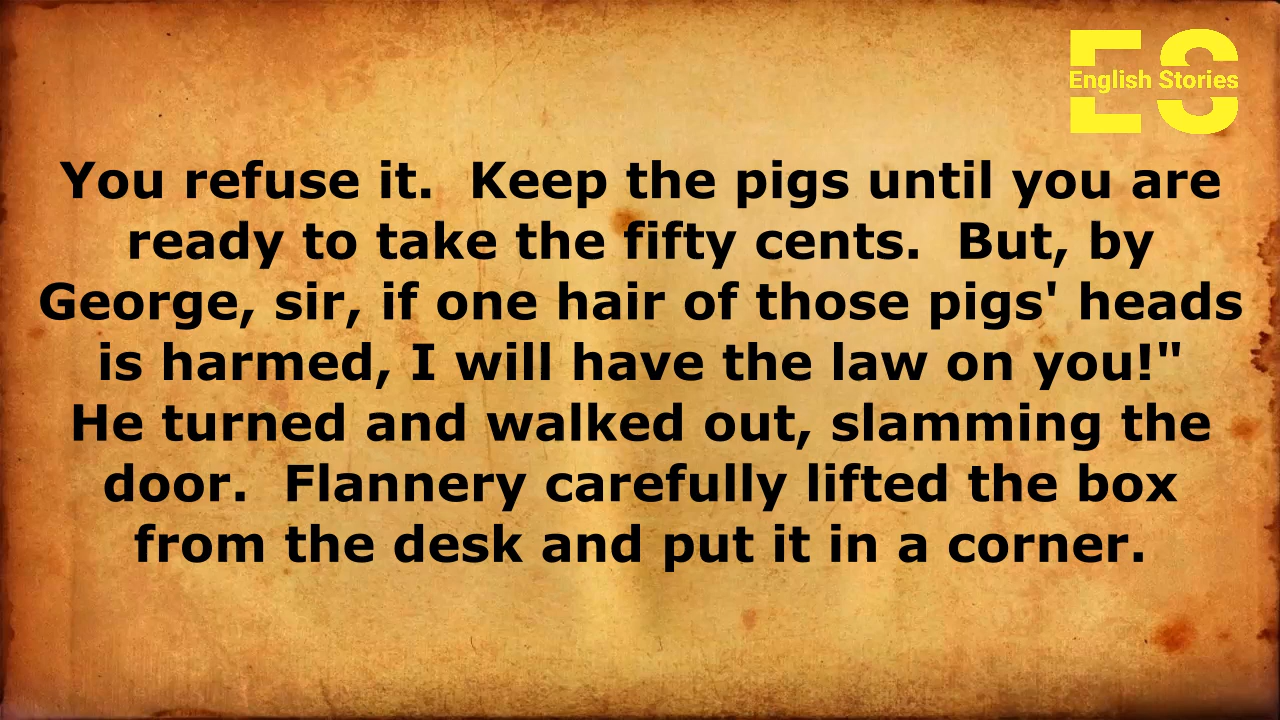 ES
English Stories
You refuse it.  Keep the pigs until you are
ready to take the fifty cents.  But, by
George, sir, if one hair of those pigs' heads
is harmed, I will have the law on you!"
He turned and walked out, slamming the
door.  Flannery carefully lifted the box
from the desk and put it in a corner.